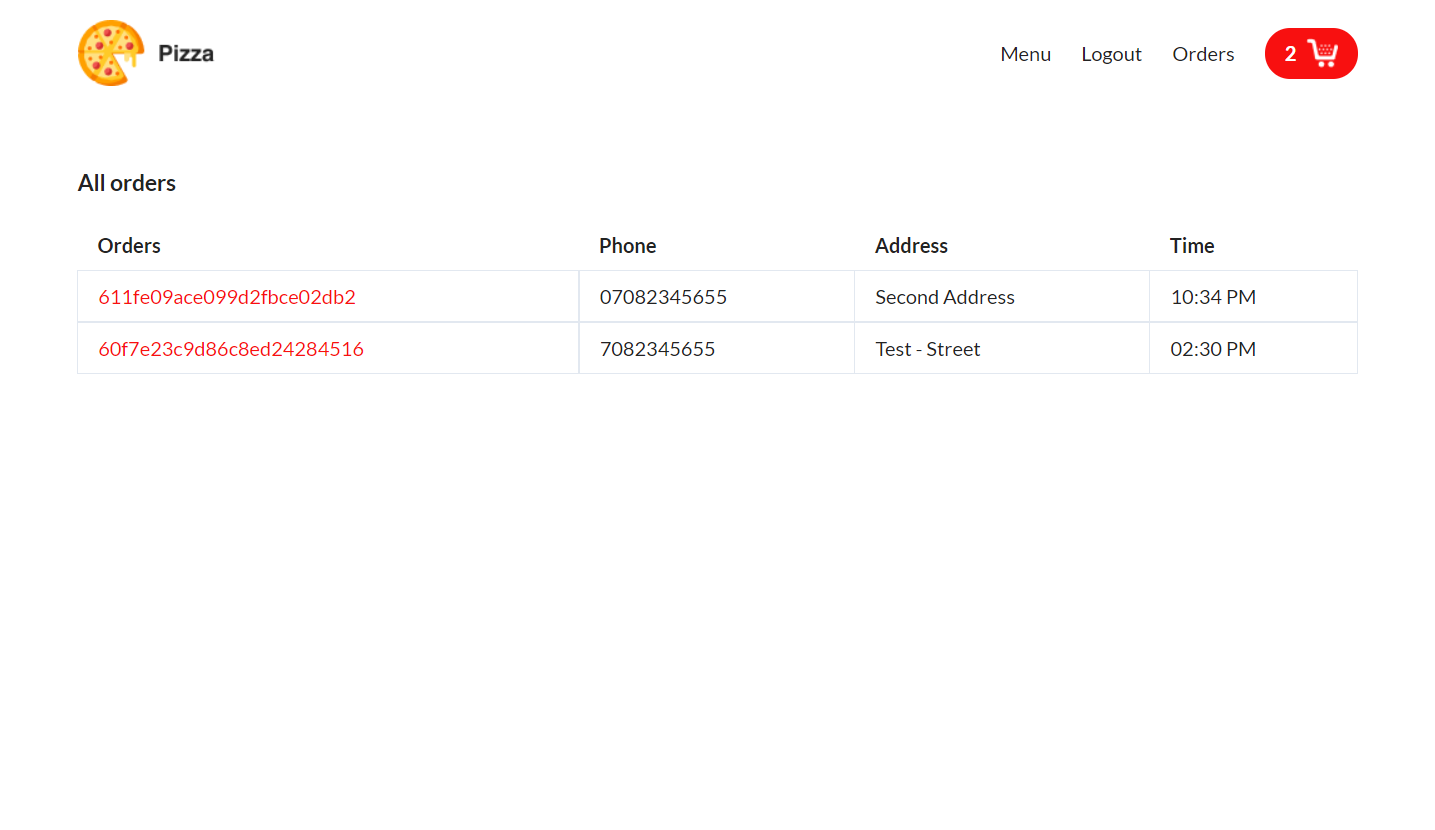 Pizza
Menu Logout Orders 2
All orders
Orders Phone Address Time
611fe09ace099d2fbce02db2 07082345655 Second Address 10:34 PM
60f7e23c9d86c8ed24284516 7082345655 Test - Street 02:30 PM